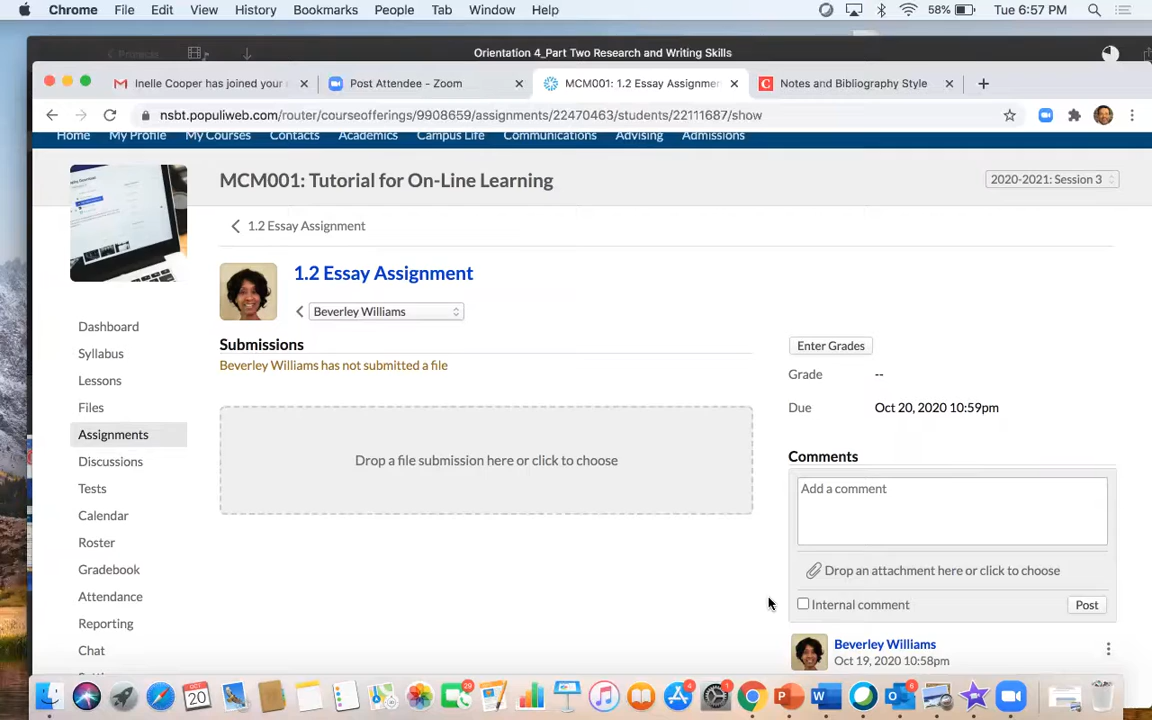 Chrome File Edit View History Bookmarks People Tab Window Help 58% Tue 6:57 PM
Orientation 4_Part Two Research and Writing Skills
Inelle Cooper has joined your Post Attendee - Zoom MCM001: 1.2 Essay Assignmen Notes and Bibliography Style
nsbt.populiweb.com/router/courseofferings/9908659/assignments/22470463/students/22111687/show
Home My Profile My Courses Contacts Academics Campus Life Communications Advising Admissions
MCM001: Tutorial for On-Line Learning
2020-2021: Session 3
1.2 Essay Assignment
1.2 Essay Assignment
Beverley Williams
Submissions
Beverley Williams has not submitted a file
Drop a file submission here or click to choose
Dashboard
Syllabus
Lessons
Files
Assignments
Discussions
Tests
Calendar
Roster
Gradebook
Attendance
Reporting
Chat
Enter Grades
Grade --
Due Oct 20, 2020 10:59pm
Comments
Add a comment
Drop an attachment here or click to choose
Internal comment
Post
Beverley Williams
Oct 19, 2020 10:58pm
OCT
20
29
4
1
6